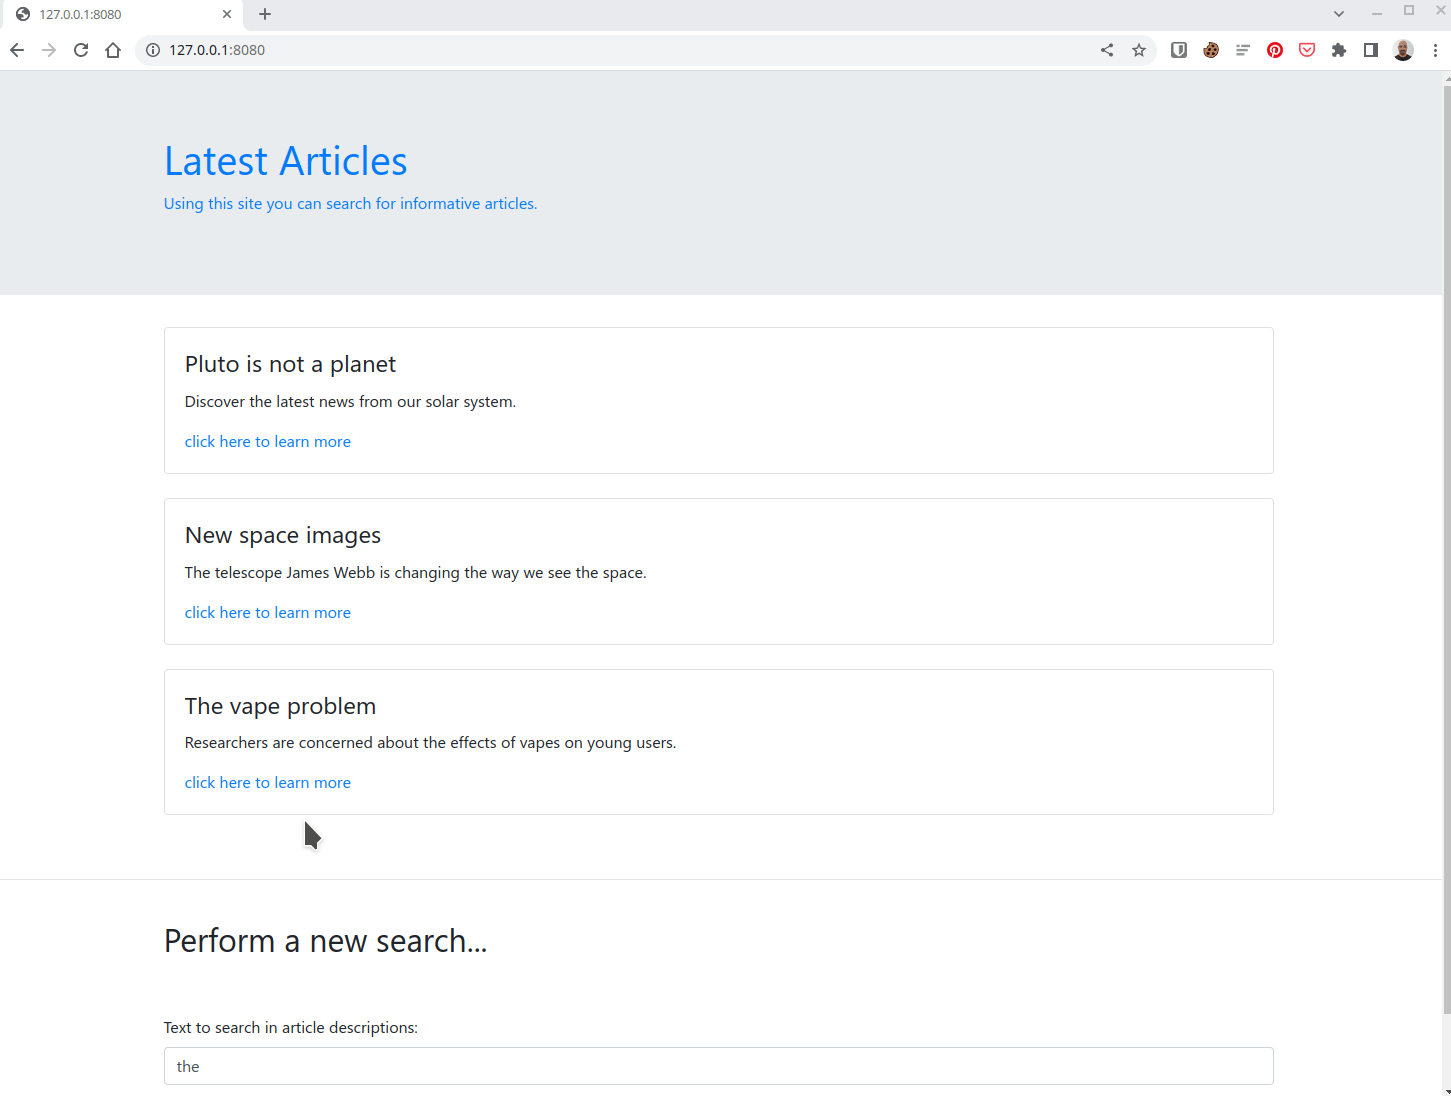 127.0.0.1:8080
127.0.0.1:8080
Latest Articles
Using this site you can search for informative articles.
Pluto is not a planet
Discover the latest news from our solar system.
click here to learn more
New space images
The telescope James Webb is changing the way we see the space.
click here to learn more
The vape problem
Researchers are concerned about the effects of vapes on young users.
click here to learn more
Perform a new search...
Text to search in article descriptions:
the